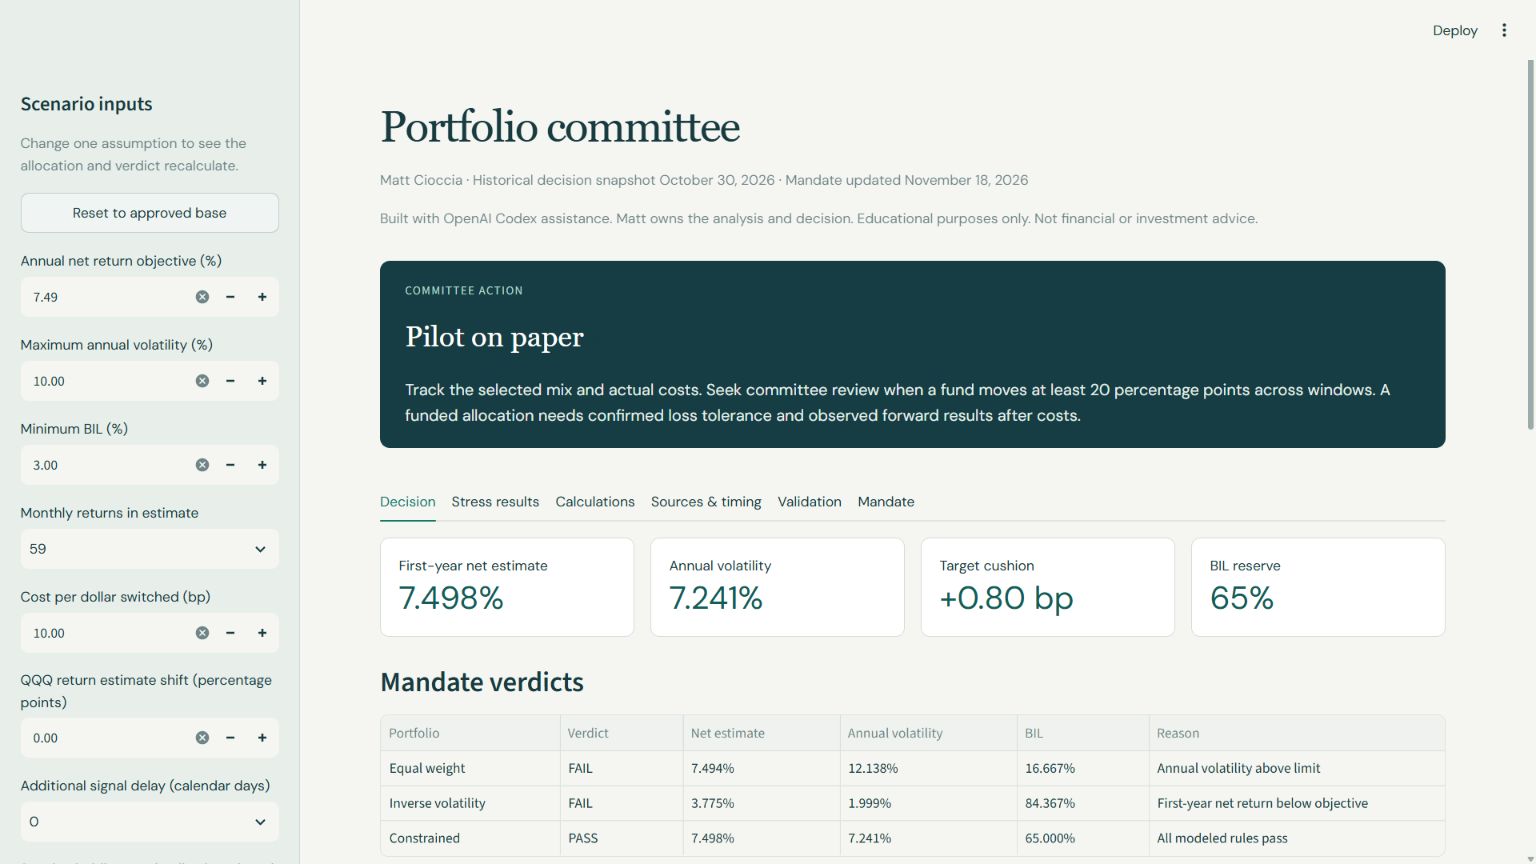 Deploy
Scenario inputs
Change one assumption to see the
allocation and verdict recalculate.
Reset to approved base
Annual net return objective (%)
7.49
Maximum annual volatility (%)
10.00
Minimum BIL (%)
3.00
Monthly returns in estimate
59
Cost per dollar switched (bp)
10.00
QQQ return estimate shift (percentage
points)
0.00
Additional signal delay (calendar days)
0
Portfolio committee
Matt Cioccia · Historical decision snapshot October 30, 2026 · Mandate updated November 18, 2026
Built with OpenAI Codex assistance. Matt owns the analysis and decision. Educational purposes only. Not financial or investment advice.
COMMITTEE ACTION
Pilot on paper
Track the selected mix and actual costs. Seek committee review when a fund moves at least 20 percentage points across windows. A
funded allocation needs confirmed loss tolerance and observed forward results after costs.
Decision Stress results Calculations Sources & timing Validation Mandate
First-year net estimate
7.498%
Annual volatility
7.241%
Target cushion
+0.80 bp
BIL reserve
65%
Mandate verdicts
Portfolio Verdict Net estimate Annual volatility BIL Reason
Equal weight FAIL 7.494% 12.138% 16.667% Annual volatility above limit
Inverse volatility FAIL 3.775% 1.999% 84.367% First-year net return below objective
Constrained PASS 7.498% 7.241% 65.000% All modeled rules pass